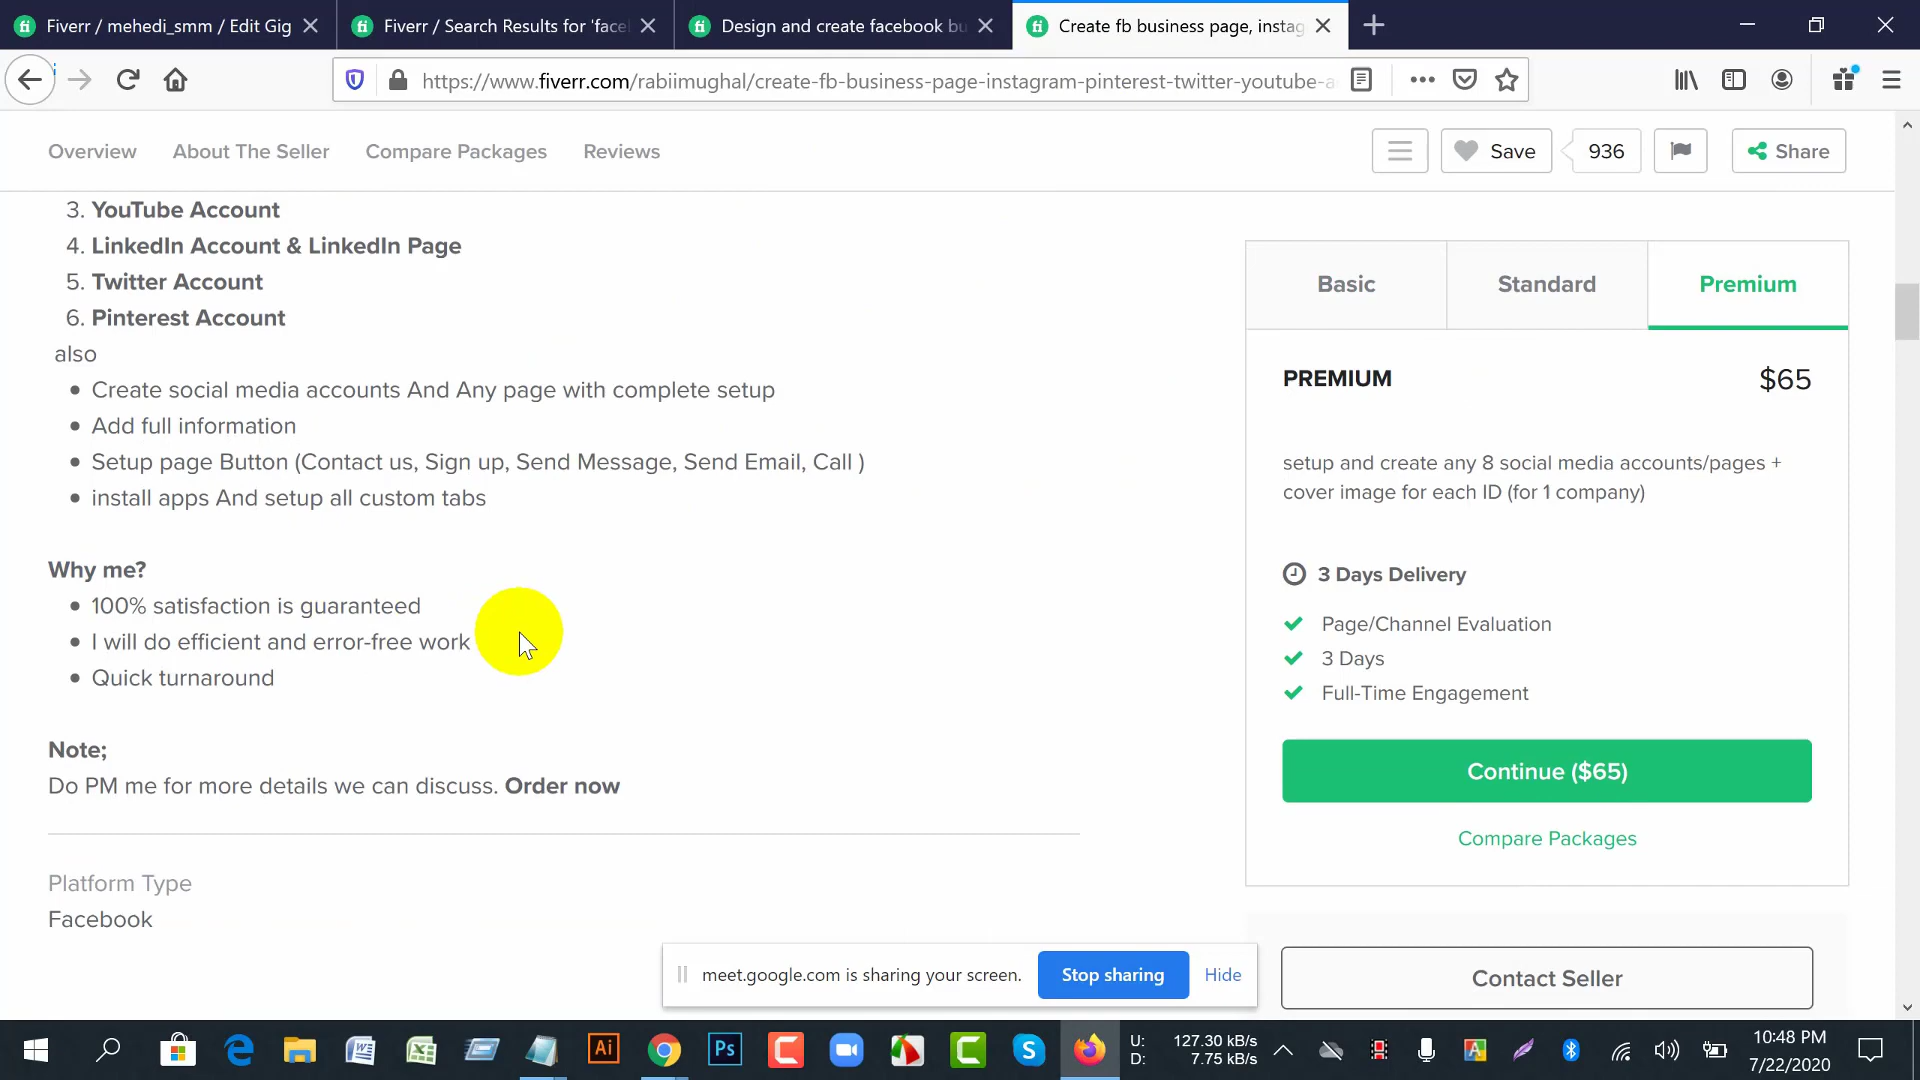 Fiverr / mehedi_smm / Edit Gig
Fiverr / Search Results for 'face
Design and create facebook bu
Create fb business page, instag
https://www.fiverr.com/rabiimughal/create-fb-business-page-instagram-pinterest-twitter-youtube-a
Overview
About The Seller
Compare Packages
Reviews
Save
936
Share
3. YouTube Account
4. LinkedIn Account & LinkedIn Page
5. Twitter Account
6. Pinterest Account
also
• Create social media accounts And Any page with complete setup
• Add full information
• Setup page Button (Contact us, Sign up, Send Message, Send Email, Call )
• install apps And setup all custom tabs
Why me?
• 100% satisfaction is guaranteed
• I will do efficient and error-free work
• Quick turnaround
Note;
Do PM me for more details we can discuss. Order now
Platform Type
Facebook
Basic
Standard
Premium
PREMIUM
$65
setup and create any 8 social media accounts/pages +
cover image for each ID (for 1 company)
3 Days Delivery
Page/Channel Evaluation
3 Days
Full-Time Engagement
Continue ($65)
Compare Packages
Contact Seller
meet.google.com is sharing your screen.
Stop sharing
Hide
Ai
Ps
U: 127.30 kB/s
D: 7.75 kB/s
10:48 PM
7/22/2020